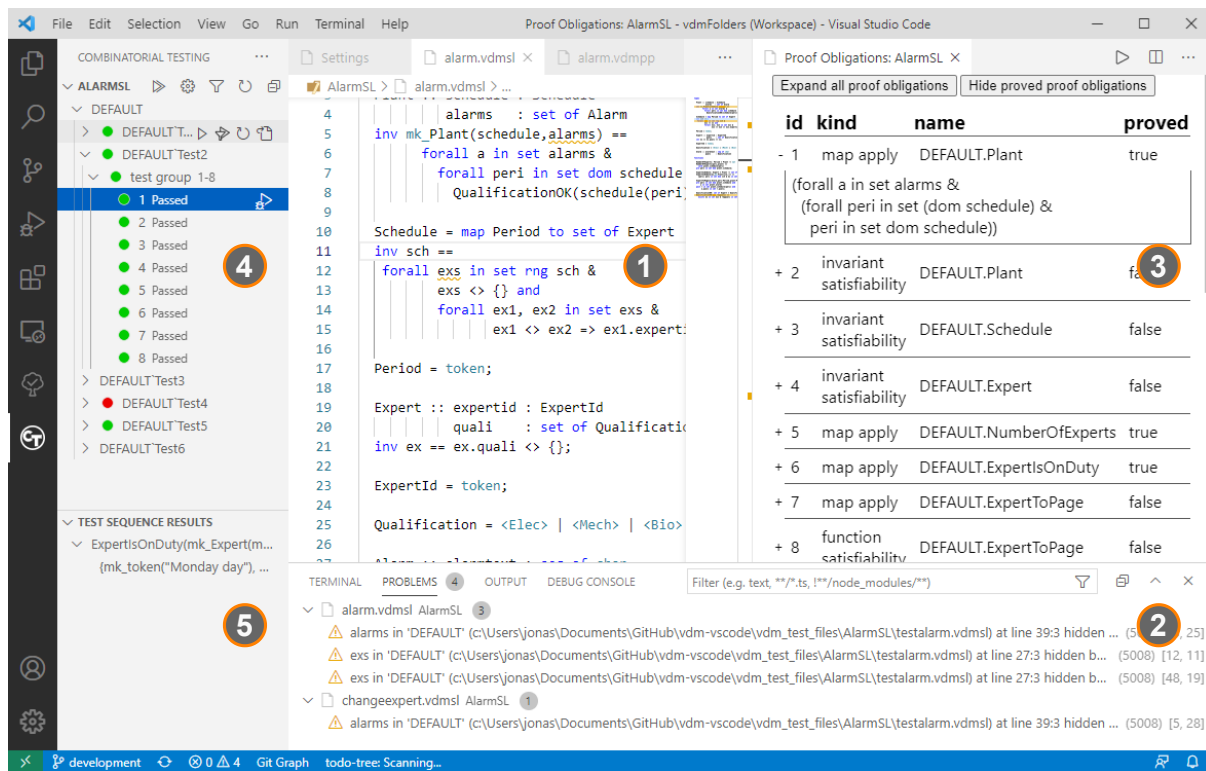 File Edit Selection View Go Run Terminal Help
Proof Obligations: AlarmSL - vdmFolders (Workspace) - Visual Studio Code
COMBINATORIAL TESTING ...
ALARMSL
DEFAULT
DEFAULT`T...
DEFAULT`Test2
test group 1-8
1 Passed
2 Passed
3 Passed
4 Passed
5 Passed
6 Passed
7 Passed
8 Passed
DEFAULT`Test3
DEFAULT`Test4
DEFAULT`Test5
DEFAULT`Test6
4
TEST SEQUENCE RESULTS
ExpertIsOnDuty(mk_Expert(m...
{mk_token("Monday day"), ...
5
Settings alarm.vdmsl alarm.vdmpp ...
AlarmSL > alarm.vdmsl > ...
4 alarms : set of Alarm
5 inv mk_Plant(schedule,alarms) ==
6 forall a in set alarms &
7 forall peri in set dom schedule
8 QualificationOK(schedule(peri)
9
10 Schedule = map Period to set of Expert
11 inv sch ==
12 forall exs in set rng sch &
13 exs <> {} and
14 forall ex1, ex2 in set exs &
15 ex1 <> ex2 => ex1.experti
16
17 Period = token;
18
19 Expert :: expertid : ExpertId
20 quali : set of Qualificatio
21 inv ex == ex.quali <> {};
22
23 ExpertId = token;
24
25 Qualification = <Elec> | <Mech> | <Bio>
26
1
Proof Obligations: AlarmSL ...
Expand all proof obligations Hide proved proof obligations
id kind name proved
- 1 map apply DEFAULT.Plant true
(forall a in set alarms &
(forall peri in set (dom schedule) &
peri in set dom schedule))
+ 2 invariant satisfiability DEFAULT.Plant
3
+ 3 invariant satisfiability DEFAULT.Schedule false
+ 4 invariant satisfiability DEFAULT.Expert false
+ 5 map apply DEFAULT.NumberOfExperts true
+ 6 map apply DEFAULT.ExpertIsOnDuty true
+ 7 map apply DEFAULT.ExpertToPage false
+ 8 function satisfiability DEFAULT.ExpertToPage false
TERMINAL PROBLEMS 4 OUTPUT DEBUG CONSOLE Filter (e.g. text, **/*.ts, !**/node_modules/**)
alarm.vdmsl AlarmSL 3
alarms in 'DEFAULT' (c:\Users\jonas\Documents\GitHub\vdm-vscode\vdm_test_files\AlarmSL\testalarm.vdmsl) at line 39:3 hidden ... 25]
2
exs in 'DEFAULT' (c:\Users\jonas\Documents\GitHub\vdm-vscode\vdm_test_files\AlarmSL\testalarm.vdmsl) at line 27:3 hidden b... (5008) [12, 11]
exs in 'DEFAULT' (c:\Users\jonas\Documents\GitHub\vdm-vscode\vdm_test_files\AlarmSL\testalarm.vdmsl) at line 27:3 hidden b... (5008) [48, 19]
changeexpert.vdmsl AlarmSL 1
alarms in 'DEFAULT' (c:\Users\jonas\Documents\GitHub\vdm-vscode\vdm_test_files\AlarmSL\testalarm.vdmsl) at line 39:3 hidden ... (5008) [5, 28]
development 0 4 Git Graph todo-tree: Scanning...